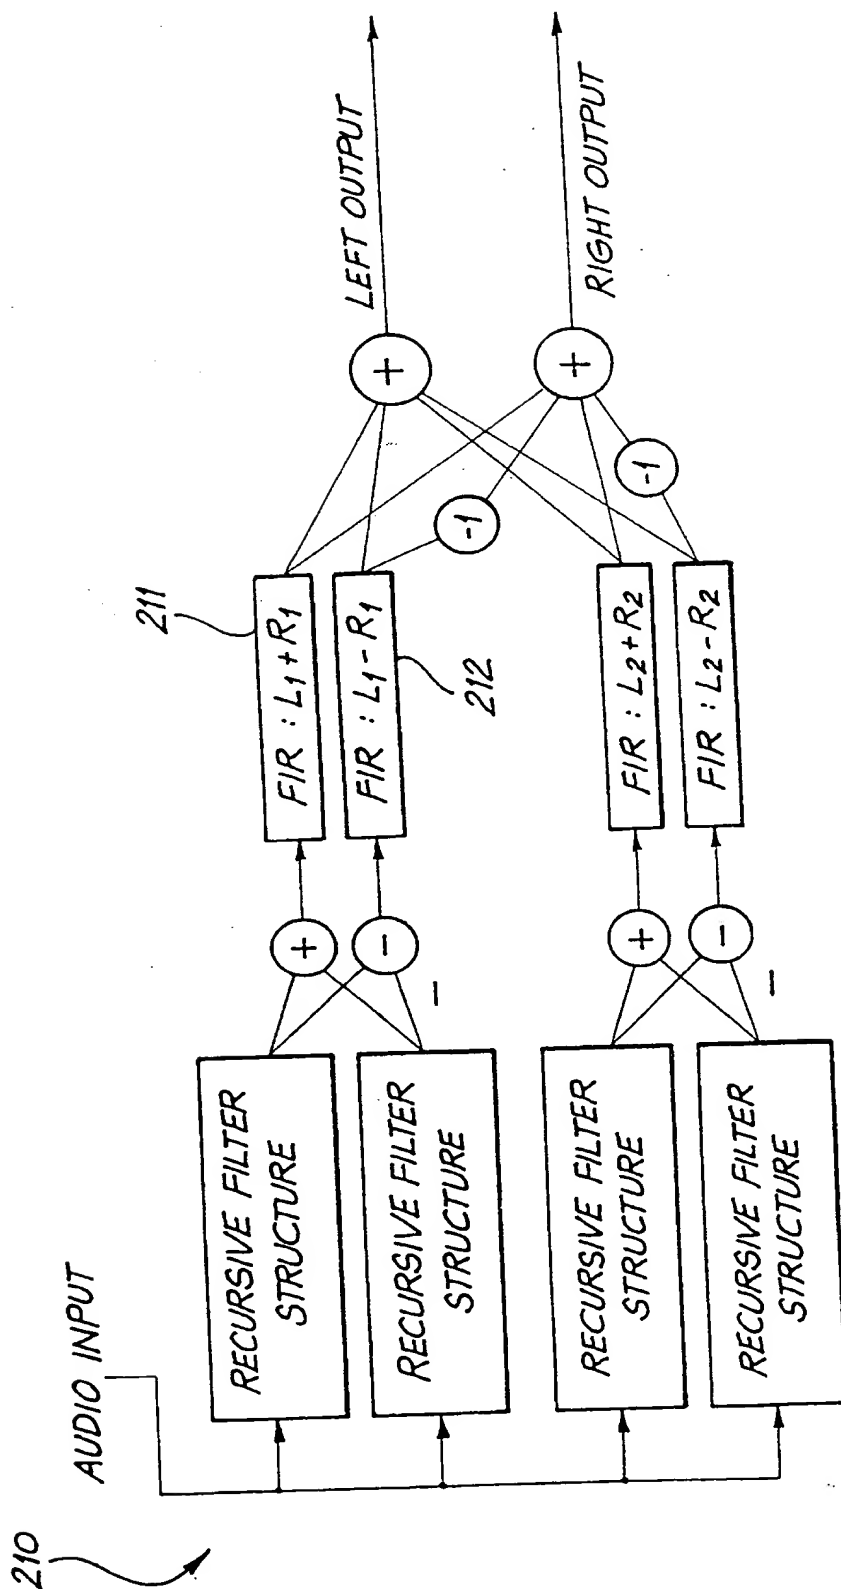 210
AUDIO INPUT
RECURSIVE FILTER
STRUCTURE
RECURSIVE FILTER
STRUCTURE
RECURSIVE FILTER
STRUCTURE
RECURSIVE FILTER
STRUCTURE
+
-
-
+
-
-
211
FIR : L₁+R₁
FIR : L₁-R₁
212
FIR : L₂+R₂
FIR : L₂-R₂
-1
-1
+
+
LEFT OUTPUT
RIGHT OUTPUT